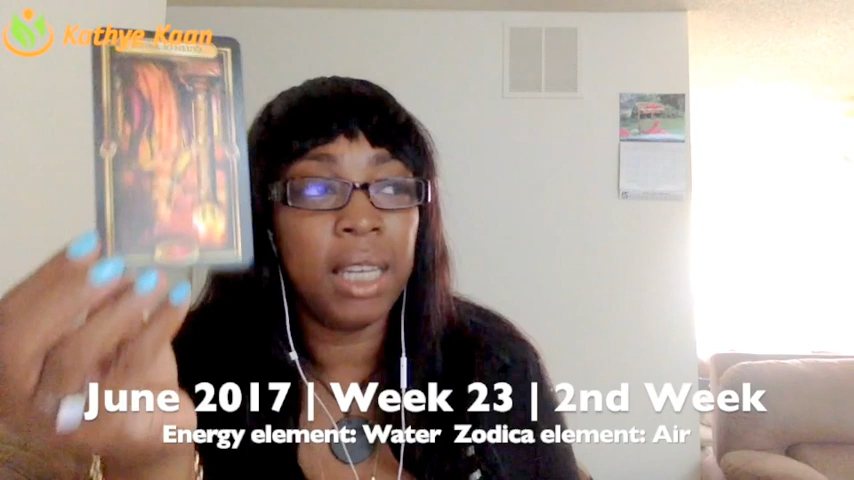 Kathye Kaan
June 2017 | Week 23 | 2nd Week
Energy element: Water Zodica element: Air